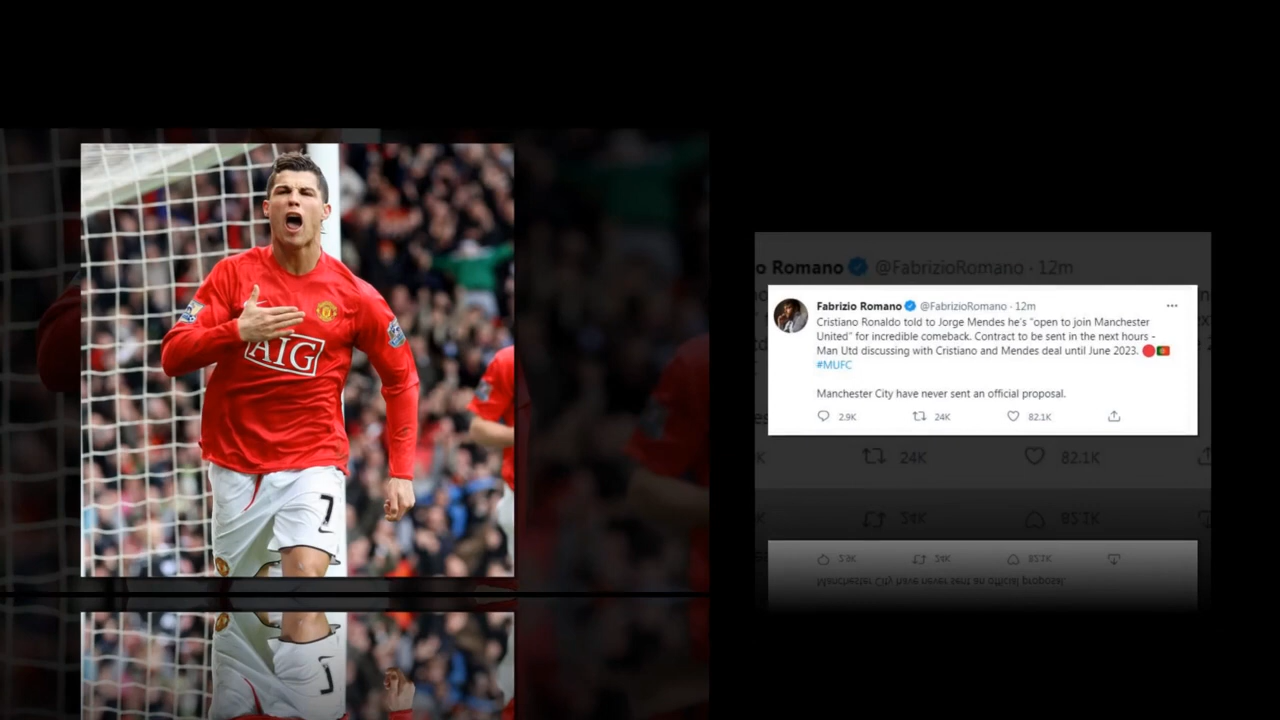 AIG
7
o Romano @FabrizioRomano · 12m
Fabrizio Romano @FabrizioRomano · 12m
Cristiano Ronaldo told to Jorge Mendes he's "open to join Manchester
United" for incredible comeback. Contract to be sent in the next hours -
Man Utd discussing with Cristiano and Mendes deal until June 2023.
#MUFC
Manchester City have never sent an official proposal.
2.9K 24K 82.1K
K 24K 82.1K